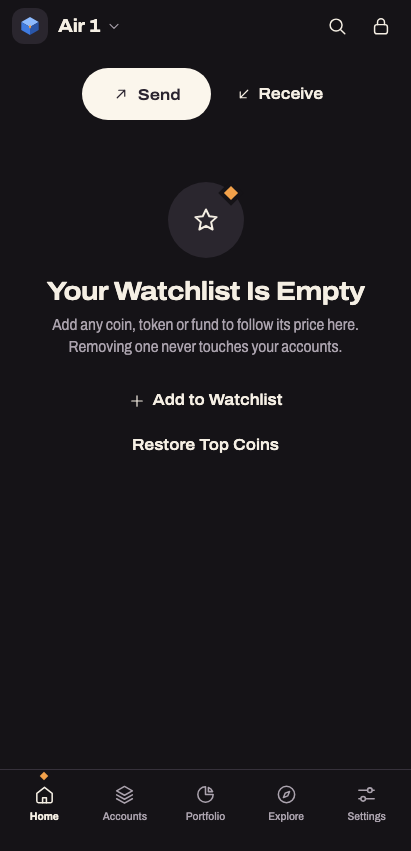 Air 1
Send
Receive
Your Watchlist Is Empty
Add any coin, token or fund to follow its price here.
Removing one never touches your accounts.
Add to Watchlist
Restore Top Coins
Home
Accounts
Portfolio
Explore
Settings